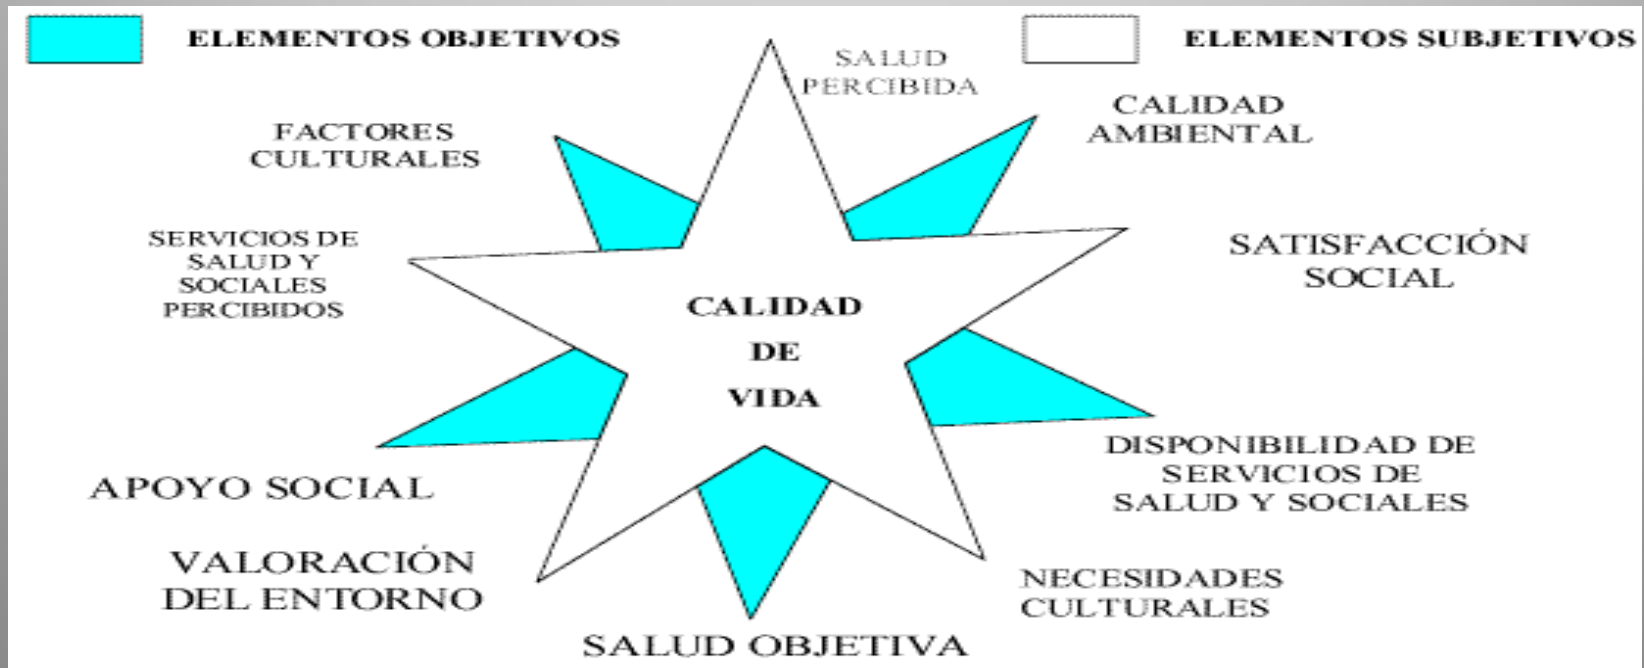 ELEMENTOS OBJETIVOS
ELEMENTOS SUBJETIVOS
SALUD
PERCIBIDA
CALIDAD
AMBIENTAL
FACTORES
CULTURALES
SERVICIOS DE
SALUD Y
SOCIALES
PERCIBIDOS
SATISFACCIÓN
SOCIAL
CALIDAD
DE
VIDA
APOYO SOCIAL
DISPONIBILIDAD DE
SERVICIOS DE
SALUD Y SOCIALES
VALORACIÓN
DEL ENTORNO
NECESIDADES
CULTURALES
SALUD OBJETIVA